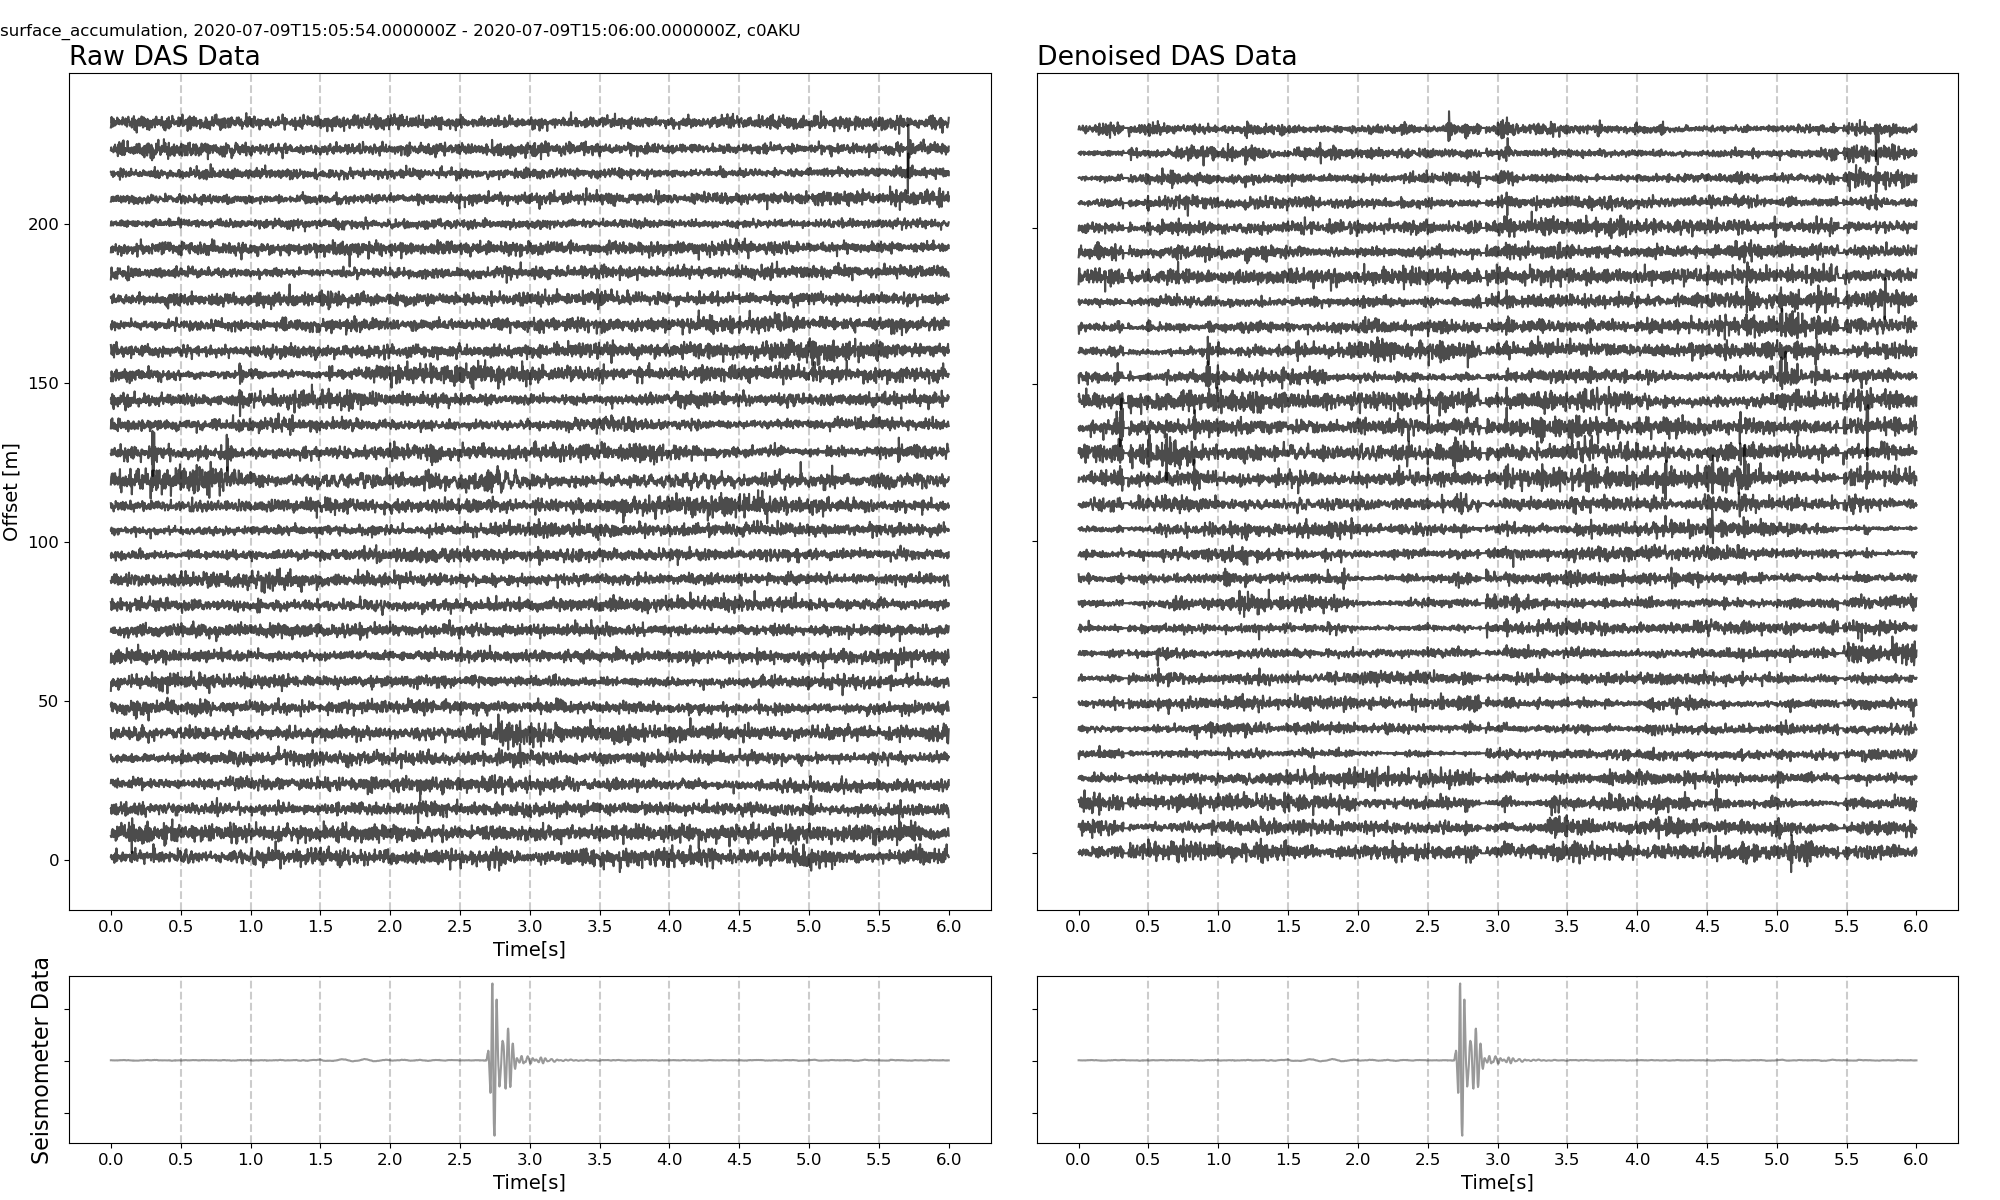 surface_accumulation, 2020-07-09T15:05:54.000000Z - 2020-07-09T15:06:00.000000Z, c0AKU
Raw DAS Data
Denoised DAS Data
Offset [m]
200
150
100
50
0
0.0 0.5 1.0 1.5 2.0 2.5 3.0 3.5 4.0 4.5 5.0 5.5 6.0
Time[s]
0.0 0.5 1.0 1.5 2.0 2.5 3.0 3.5 4.0 4.5 5.0 5.5 6.0
Seismometer Data
0.0 0.5 1.0 1.5 2.0 2.5 3.0 3.5 4.0 4.5 5.0 5.5 6.0
Time[s]
0.0 0.5 1.0 1.5 2.0 2.5 3.0 3.5 4.0 4.5 5.0 5.5 6.0
Time[s]